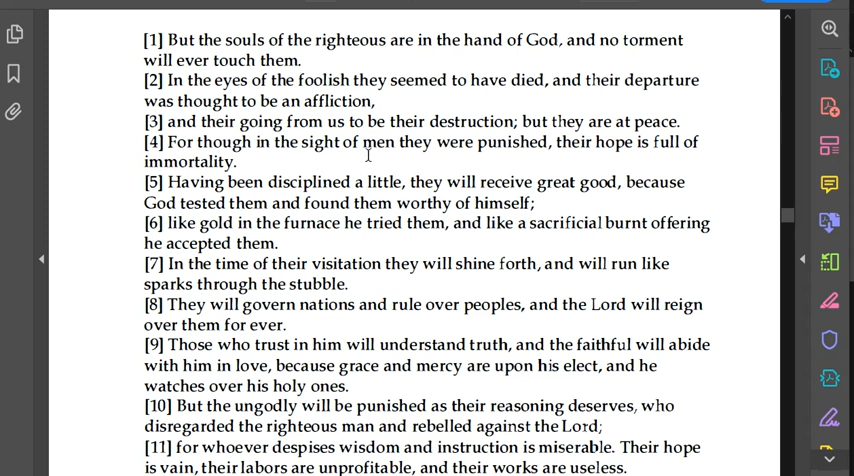 [1] But the souls of the righteous are in the hand of God, and no torment
will ever touch them.
[2] In the eyes of the foolish they seemed to have died, and their departure
was thought to be an affliction,
[3] and their going from us to be their destruction; but they are at peace.
[4] For though in the sight of men they were punished, their hope is full of
immortality.
[5] Having been disciplined a little, they will receive great good, because
God tested them and found them worthy of himself;
[6] like gold in the furnace he tried them, and like a sacrificial burnt offering
he accepted them.
[7] In the time of their visitation they will shine forth, and will run like
sparks through the stubble.
[8] They will govern nations and rule over peoples, and the Lord will reign
over them for ever.
[9] Those who trust in him will understand truth, and the faithful will abide
with him in love, because grace and mercy are upon his elect, and he
watches over his holy ones.
[10] But the ungodly will be punished as their reasoning deserves, who
disregarded the righteous man and rebelled against the Lord;
[11] for whoever despises wisdom and instruction is miserable. Their hope
is vain, their labors are unprofitable, and their works are useless.